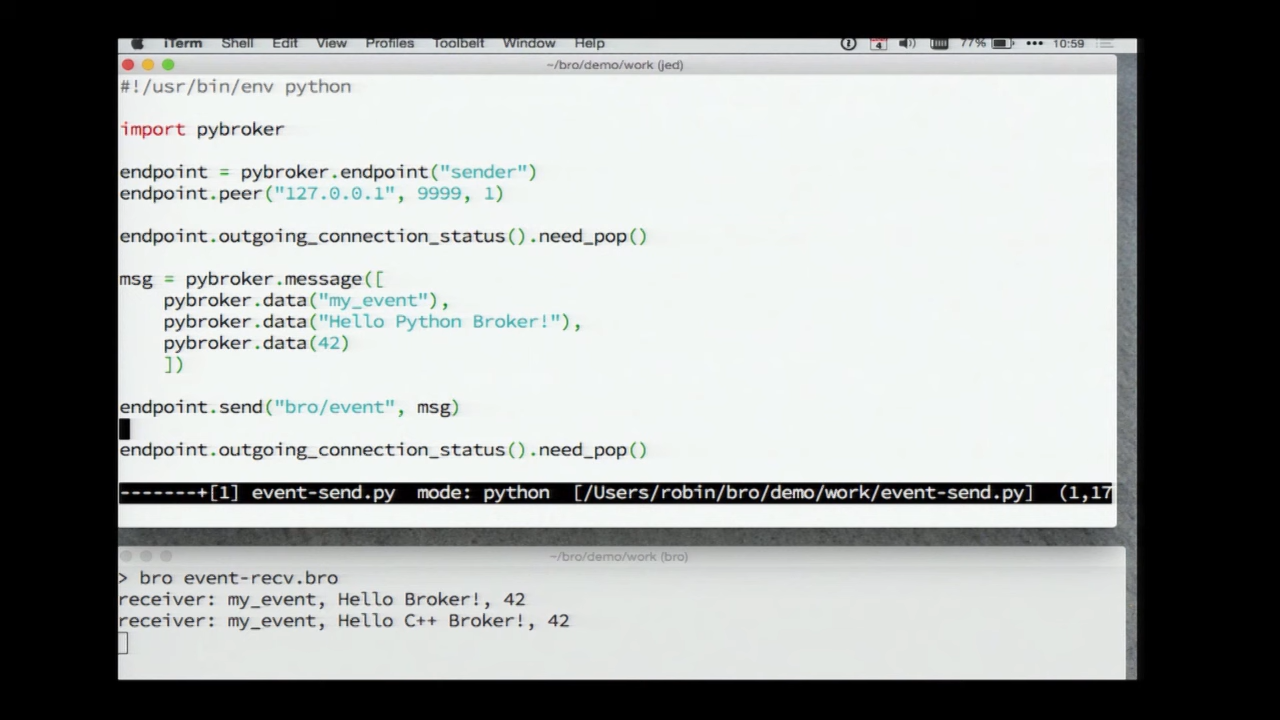 iTerm Shell Edit View Profiles Toolbelt Window Help 4 77% 10:59
~/bro/demo/work (jed)
#!/usr/bin/env python
import pybroker
endpoint = pybroker.endpoint("sender")
endpoint.peer("127.0.0.1", 9999, 1)
endpoint.outgoing_connection_status().need_pop()
msg = pybroker.message([
    pybroker.data("my_event"),
    pybroker.data("Hello Python Broker!"),
    pybroker.data(42)
    ])
endpoint.send("bro/event", msg)
endpoint.outgoing_connection_status().need_pop()
-------+[1] event-send.py  mode: python  [/Users/robin/bro/demo/work/event-send.py]  (1,17
~/bro/demo/work (bro)
> bro event-recv.bro
receiver: my_event, Hello Broker!, 42
receiver: my_event, Hello C++ Broker!, 42